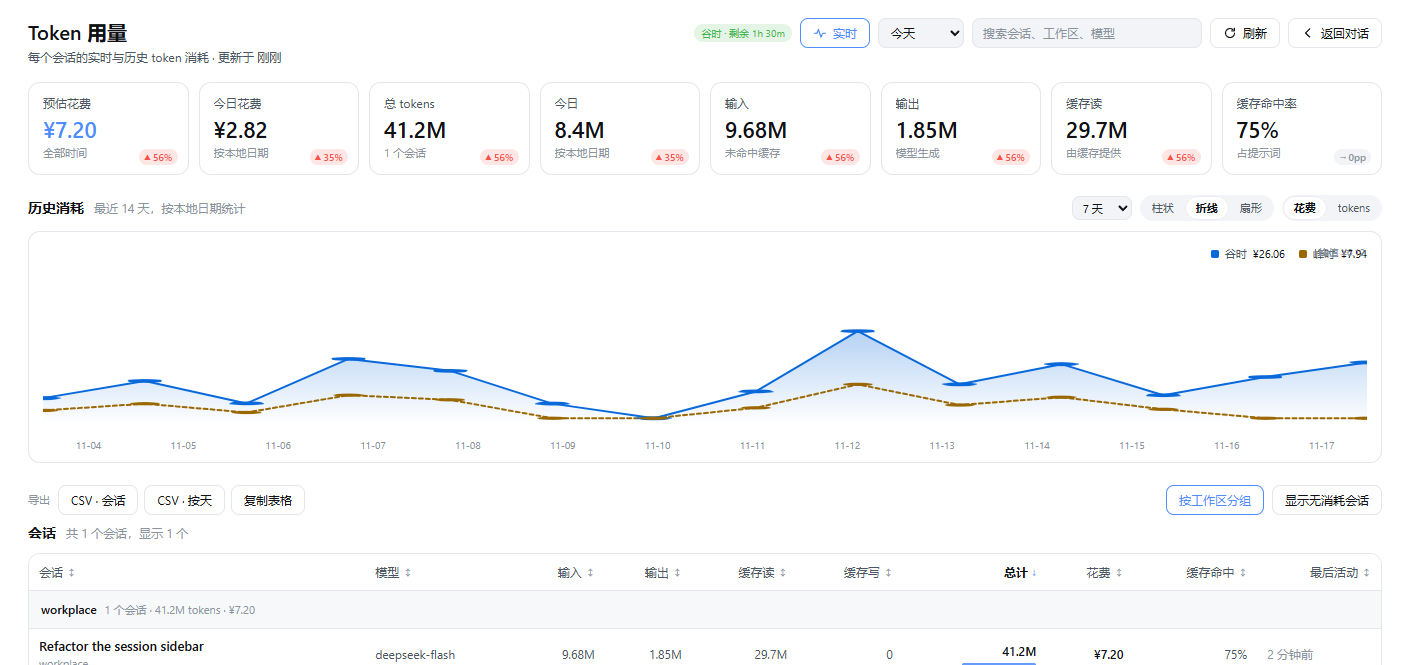 Token 用量
谷时 · 剩余 1h 30m
实时
今天
搜索会话、工作区、模型
刷新
返回对话
每个会话的实时与历史 token 消耗 · 更新于 刚刚
预估花费
¥7.20
全部时间
▲56%
今日花费
¥2.82
按本地日期
▲35%
总 tokens
41.2M
1 个会话
▲56%
今日
8.4M
按本地日期
▲35%
输入
9.68M
未命中缓存
▲56%
输出
1.85M
模型生成
▲56%
缓存读
29.7M
由缓存提供
▲56%
缓存命中率
75%
占提示词
→0pp
历史消耗 最近 14 天，按本地日期统计
7 天
柱状 折线 扇形
花费 tokens
谷时 ¥26.06
¥7.94
11-04 11-05 11-06 11-07 11-08 11-09 11-10 11-11 11-12 11-13 11-14 11-15 11-16 11-17
导出 CSV · 会话 CSV · 按天 复制表格
按工作区分组 显示无消耗会话
会话 共 1 个会话，显示 1 个
会话 ↕ 模型 ↕ 输入 ↕ 输出 ↕ 缓存读 ↕ 缓存写 ↕ 总计 ↓ 花费 ↕ 缓存命中 ↕ 最后活动 ↕
workplace 1 个会话 · 41.2M tokens · ¥7.20
Refactor the session sidebar
workplace
deepseek-flash 9.68M 1.85M 29.7M 0 41.2M ¥7.20 75% 2 分钟前